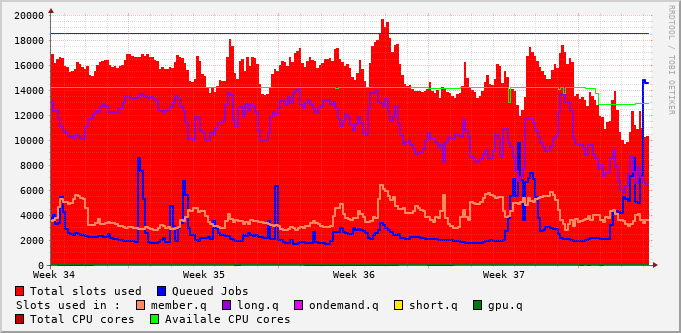 20000
18000
16000
14000
12000
10000
8000
6000
4000
2000
0
Week 34 Week 35 Week 36 Week 37
RRDTOOL / TOBI OETIKER
Total slots used Queued Jobs
Slots used in : member.q long.q ondemand.q short.q gpu.q
Total CPU cores Availale CPU cores